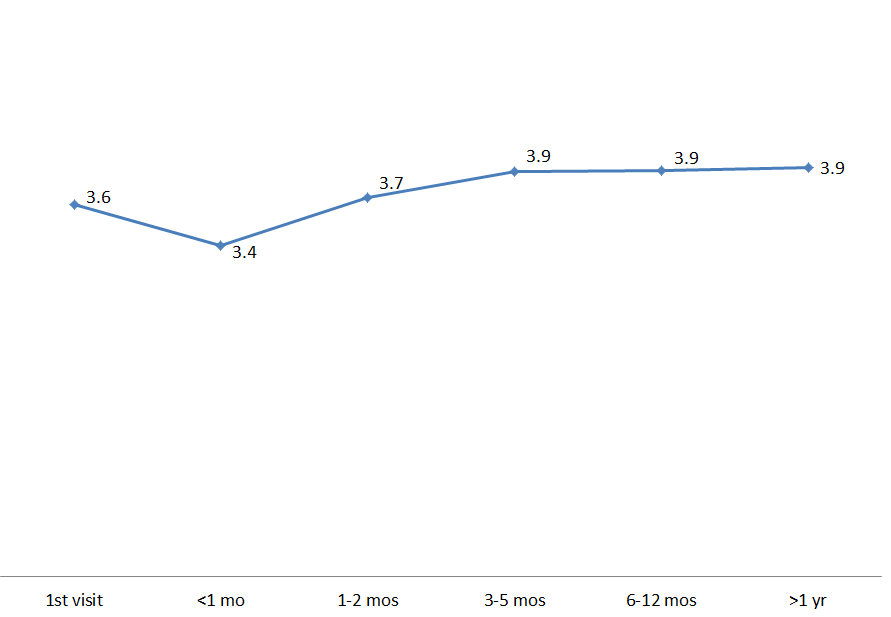 3.6
3.4
3.7
3.9
3.9
3.9
1st visit
<1 mo
1-2 mos
3-5 mos
6-12 mos
>1 yr